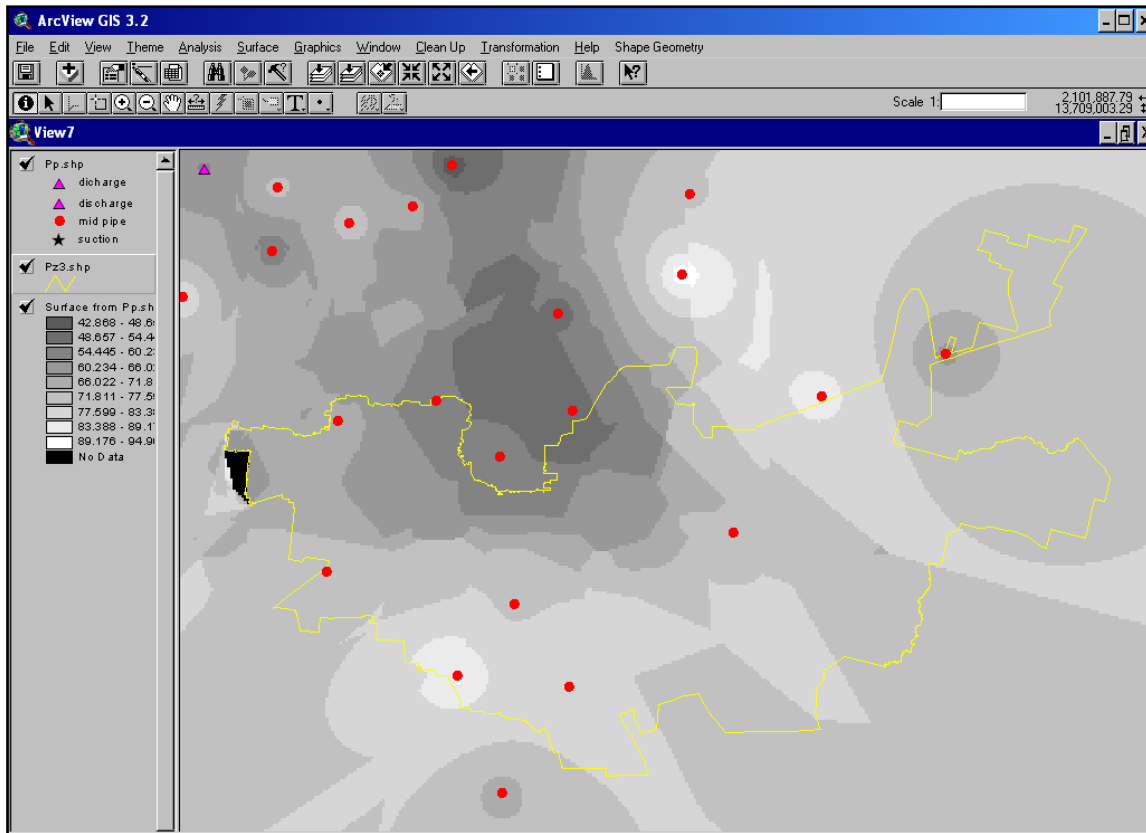 ArcView GIS 3.2
File Edit View Theme Analysis Surface Graphics Window Clean Up Transformation Help Shape Geometry
Scale 1:
2,101,887.79
13,709,003.29
View7
Pp.shp
dicharge
discharge
mid pipe
suction
Pz3.shp
Surface from Pp.sh
42.868 - 48.6
48.657 - 54.4
54.445 - 60.2
60.234 - 66.0
66.022 - 71.8
71.811 - 77.5
77.599 - 83.3
83.388 - 89.1
89.176 - 94.9
No Data